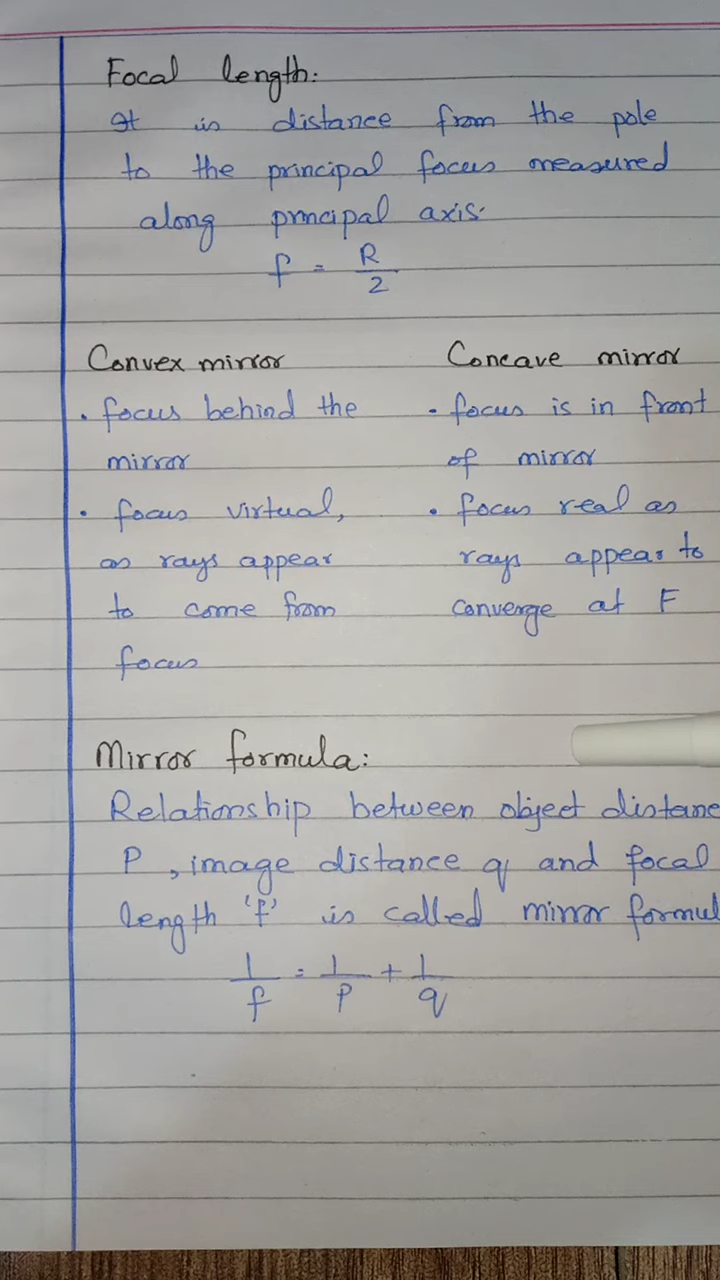 Focal length:
It is distance from the pole
to the principal focus measured
along principal axis.
f = R/2
Convex mirror
• focus behind the
mirror
• focus virtual,
as rays appear
to come from
focus
Concave mirror
• focus is in front
of mirror
• focus real as
rays appear to
converge at F
Mirror formula:
Relationship between object distanc
P, image distance q and focal
length 'f' is called mirror formul
1/f = 1/p + 1/q